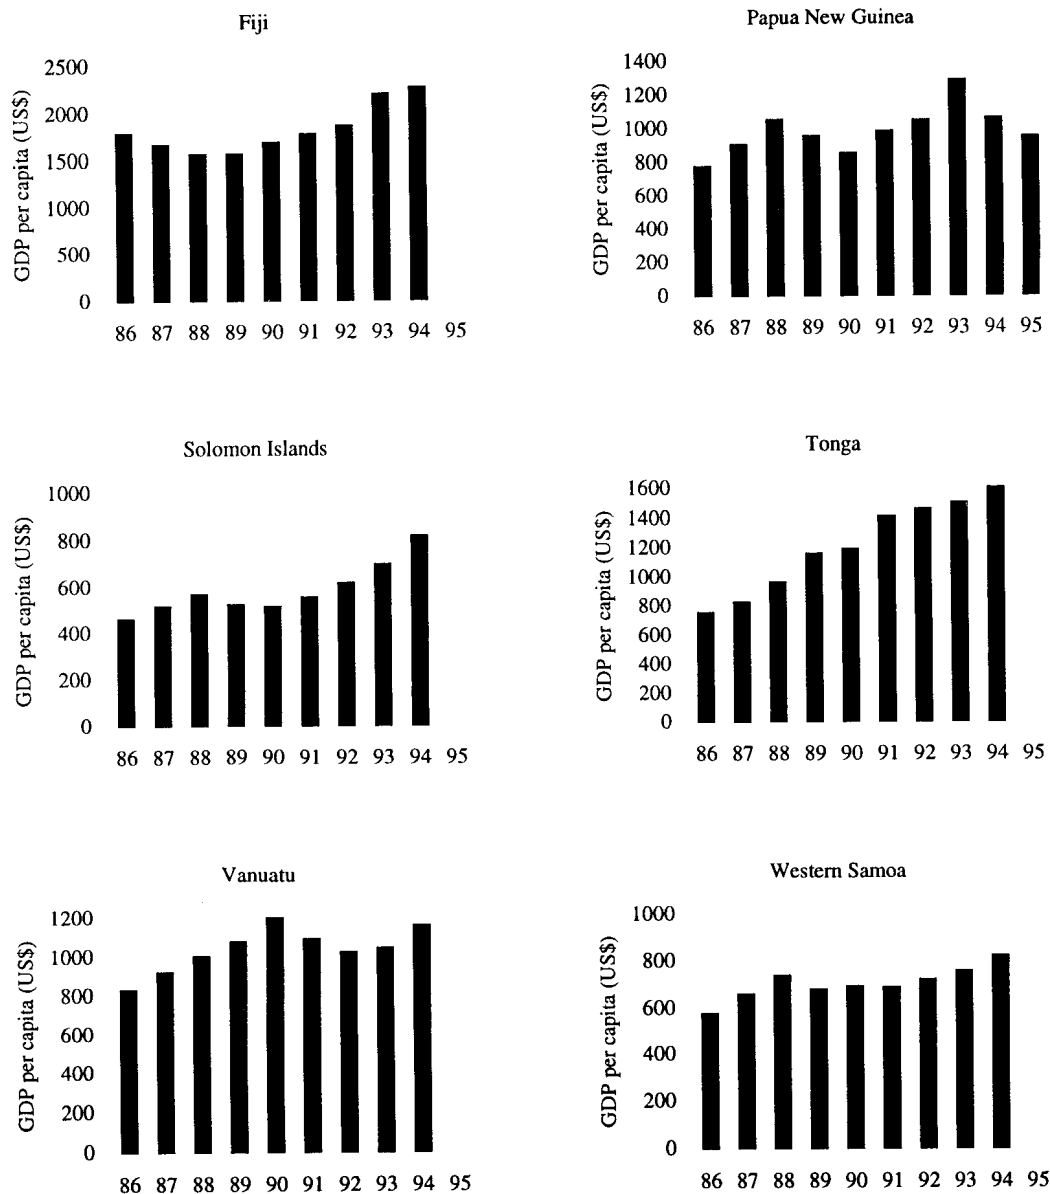 Fiji
GDP per capita (US$)
2500
2000
1500
1000
500
0
86 87 88 89 90 91 92 93 94 95
Papua New Guinea
GDP per capita (US$)
1400
1200
1000
800
600
400
200
0
86 87 88 89 90 91 92 93 94 95
Solomon Islands
GDP per capita (US$)
1000
800
600
400
200
0
86 87 88 89 90 91 92 93 94 95
Tonga
GDP per capita (US$)
1600
1400
1200
1000
800
600
400
200
0
86 87 88 89 90 91 92 93 94 95
Vanuatu
GDP per capita (US$)
1200
1000
800
600
400
200
0
86 87 88 89 90 91 92 93 94 95
Western Samoa
GDP per capita (US$)
1000
800
600
400
200
0
86 87 88 89 90 91 92 93 94 95